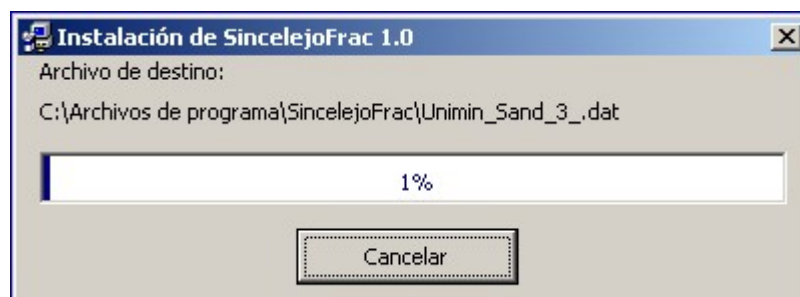 Instalación de SincelejoFrac 1.0
Archivo de destino:
C:\Archivos de programa\SincelejoFrac\Unimin_Sand_3_.dat
1%
Cancelar